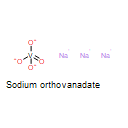 O⁻
⁻O V O Na Na Na
O⁻
Sodium orthovanadate